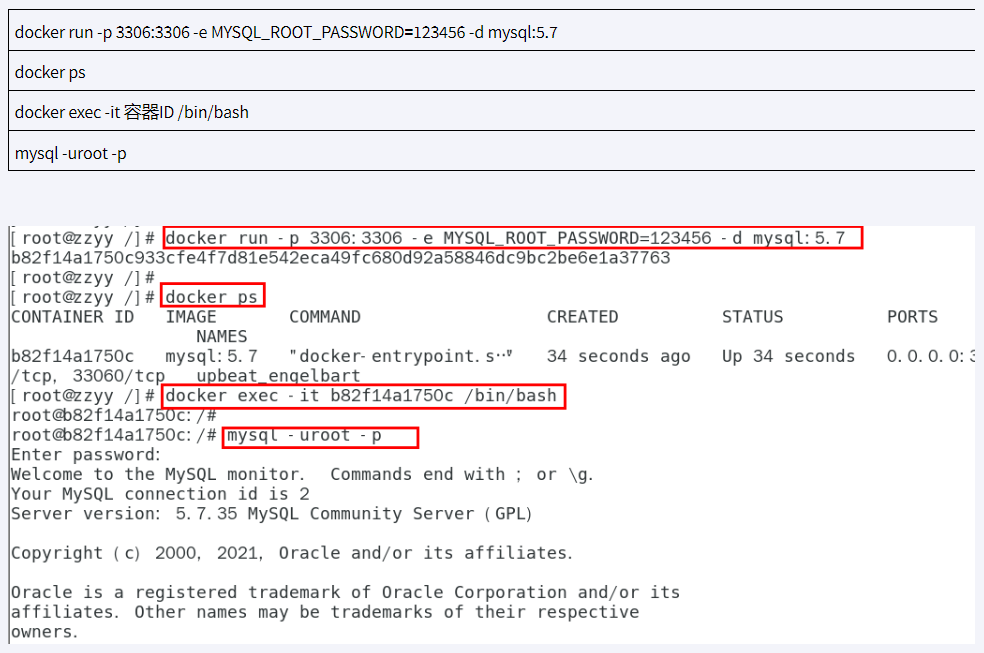 docker run -p 3306:3306 -e MYSQL_ROOT_PASSWORD=123456 -d mysql:5.7
docker ps
docker exec -it 容器ID /bin/bash
mysql -uroot -p
[root@zzyy /]# docker run -p 3306:3306 -e MYSQL_ROOT_PASSWORD=123456 -d mysql:5.7
b82f14a1750c933cfe4f7d81e542eca49fc680d92a58846dc9bc2be6e1a37763
[root@zzyy /]#
[root@zzyy /]# docker ps
CONTAINER ID IMAGE COMMAND CREATED STATUS PORTS
NAMES
b82f14a1750c mysql:5.7 "docker-entrypoint.s…" 34 seconds ago Up 34 seconds 0.0.0.0:3
/tcp, 33060/tcp upbeat_engelbart
[root@zzyy /]# docker exec -it b82f14a1750c /bin/bash
root@b82f14a1750c:/#
root@b82f14a1750c:/# mysql -uroot -p
Enter password:
Welcome to the MySQL monitor. Commands end with ; or \g.
Your MySQL connection id is 2
Server version: 5.7.35 MySQL Community Server (GPL)
Copyright (c) 2000, 2021, Oracle and/or its affiliates.
Oracle is a registered trademark of Oracle Corporation and/or its
affiliates. Other names may be trademarks of their respective
owners.